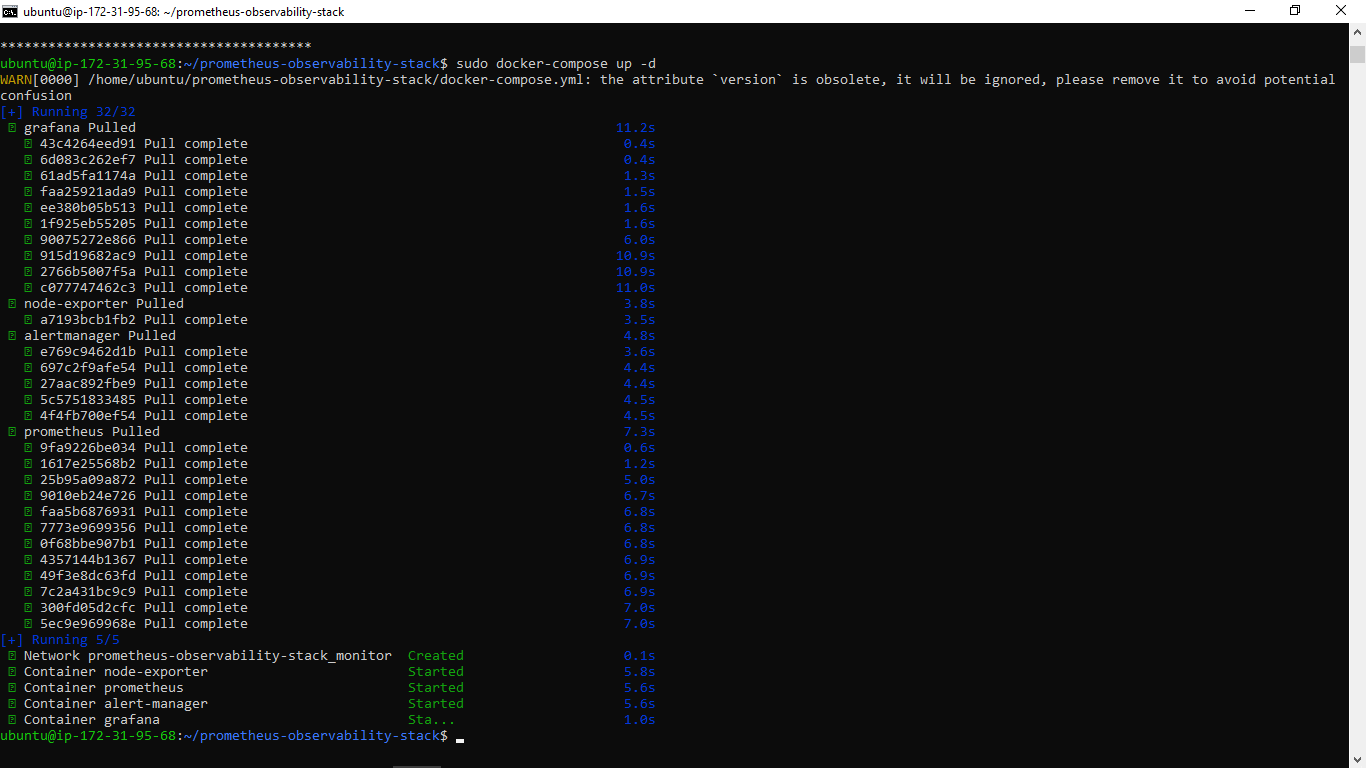 ubuntu@ip-172-31-95-68: ~/prometheus-observability-stack
***************************************
ubuntu@ip-172-31-95-68:~/prometheus-observability-stack$ sudo docker-compose up -d
WARN[0000] /home/ubuntu/prometheus-observability-stack/docker-compose.yml: the attribute `version` is obsolete, it will be ignored, please remove it to avoid potential
confusion
[+] Running 32/32
grafana Pulled 11.2s
43c4264eed91 Pull complete 0.4s
6d083c262ef7 Pull complete 0.4s
61ad5fa1174a Pull complete 1.3s
faa25921ada9 Pull complete 1.5s
ee380b05b513 Pull complete 1.6s
1f925eb55205 Pull complete 1.6s
90075272e866 Pull complete 6.0s
915d19682ac9 Pull complete 10.9s
2766b5007f5a Pull complete 10.9s
c077747462c3 Pull complete 11.0s
node-exporter Pulled 3.8s
a7193bcb1fb2 Pull complete 3.5s
alertmanager Pulled 4.8s
e769c9462d1b Pull complete 3.6s
697c2f9afe54 Pull complete 4.4s
27aac892fbe9 Pull complete 4.4s
5c5751833485 Pull complete 4.5s
4f4fb700ef54 Pull complete 4.5s
prometheus Pulled 7.3s
9fa9226be034 Pull complete 0.6s
1617e25568b2 Pull complete 1.2s
25b95a09a872 Pull complete 5.0s
9010eb24e726 Pull complete 6.7s
faa5b6876931 Pull complete 6.8s
7773e9699356 Pull complete 6.8s
0f68bbe907b1 Pull complete 6.8s
4357144b1367 Pull complete 6.9s
49f3e8dc63fd Pull complete 6.9s
7c2a431bc9c9 Pull complete 6.9s
300fd05d2cfc Pull complete 7.0s
5ec9e969968e Pull complete 7.0s
[+] Running 5/5
Network prometheus-observability-stack_monitor Created 0.1s
Container node-exporter Started 5.8s
Container prometheus Started 5.6s
Container alert-manager Started 5.6s
Container grafana Sta... 1.0s
ubuntu@ip-172-31-95-68:~/prometheus-observability-stack$